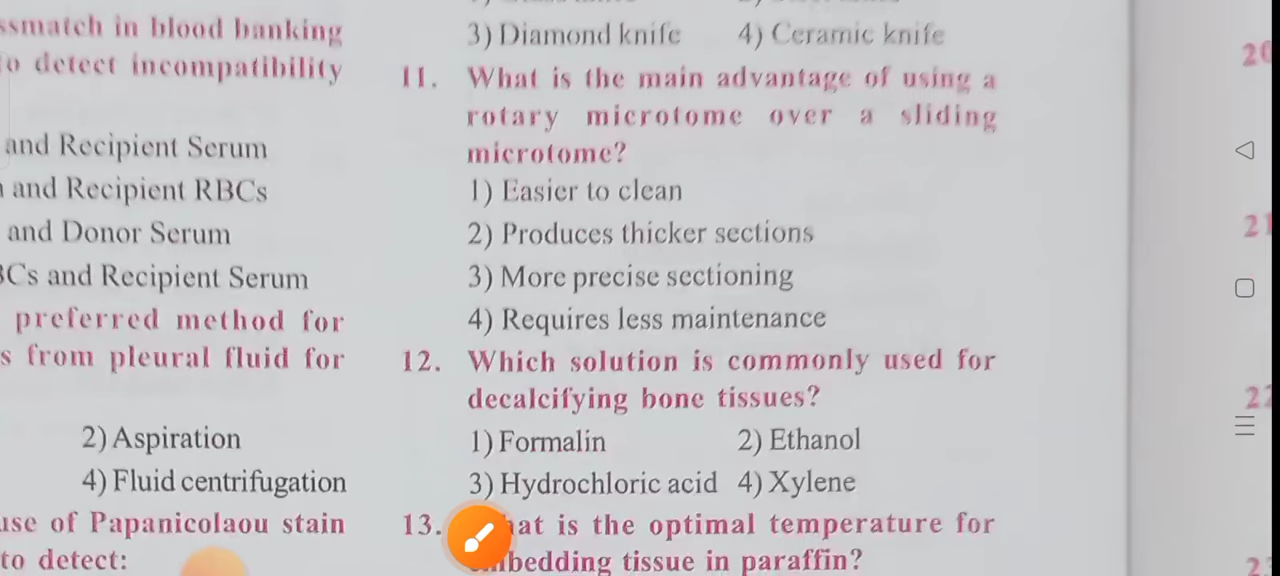 ssmatch in blood banking
o detect incompatibility
and Recipient Serum
and Recipient RBCs
and Donor Serum
Cs and Recipient Serum
preferred method for
s from pleural fluid for
2) Aspiration
4) Fluid centrifugation
use of Papanicolaou stain
to detect:
3) Diamond knife 4) Ceramic knife
11. What is the main advantage of using a
rotary microtome over a sliding
microtome?
1) Easier to clean
2) Produces thicker sections
3) More precise sectioning
4) Requires less maintenance
12. Which solution is commonly used for
decalcifying bone tissues?
1) Formalin 2) Ethanol
3) Hydrochloric acid 4) Xylene
13. hat is the optimal temperature for
bedding tissue in paraffin?
20
21
22
2